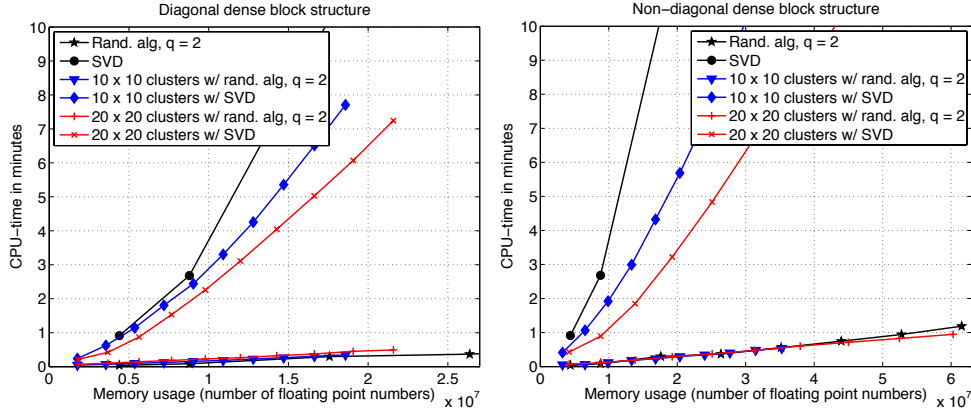 Diagonal dense block structure
10
9
8
7
6
5
4
3
2
1
0
CPU-time in minutes
Rand. alg, q = 2
SVD
10 x 10 clusters w/ rand. alg, q = 2
10 x 10 clusters w/ SVD
20 x 20 clusters w/ rand. alg, q = 2
20 x 20 clusters w/ SVD
0 0.5 1 1.5 2 2.5
Memory usage (number of floating point numbers)
x 10^7
Non-diagonal dense block structure
10
9
8
7
6
5
4
3
2
1
0
CPU-time in minutes
Rand. alg, q = 2
SVD
10 x 10 clusters w/ rand. alg, q = 2
10 x 10 clusters w/ SVD
20 x 20 clusters w/ rand. alg, q = 2
20 x 20 clusters w/ SVD
0 1 2 3 4 5 6
Memory usage (number of floating point numbers)
x 10^7